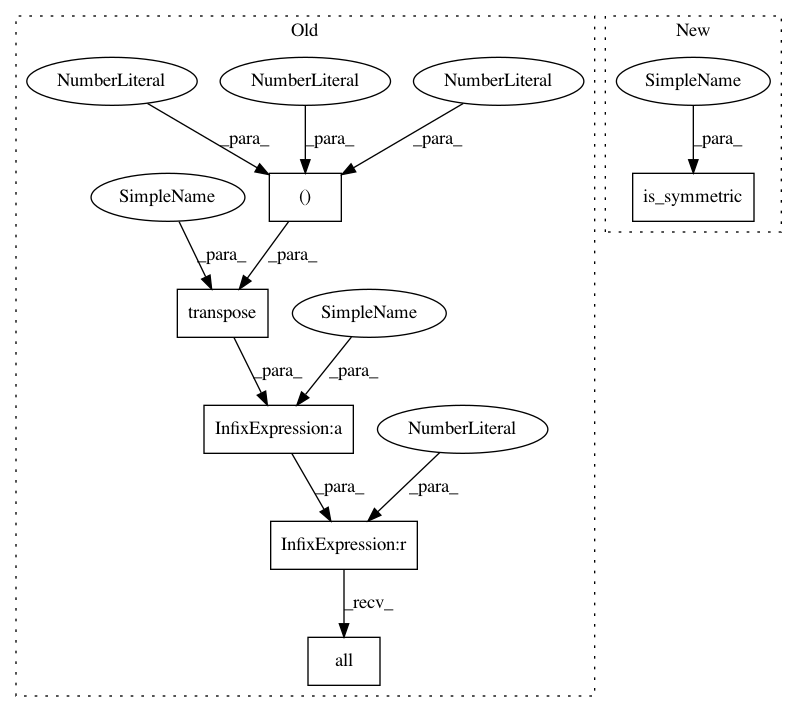 Old
New
NumberLiteral
NumberLiteral
NumberLiteral
SimpleName
_para_
_para_
_para_
_para_
SimpleName
()
is_symmetric
_para_
_para_
transpose
SimpleName
_para_
_para_
InfixExpression:a
NumberLiteral
_para_
_para_
InfixExpression:r
_recv_
all